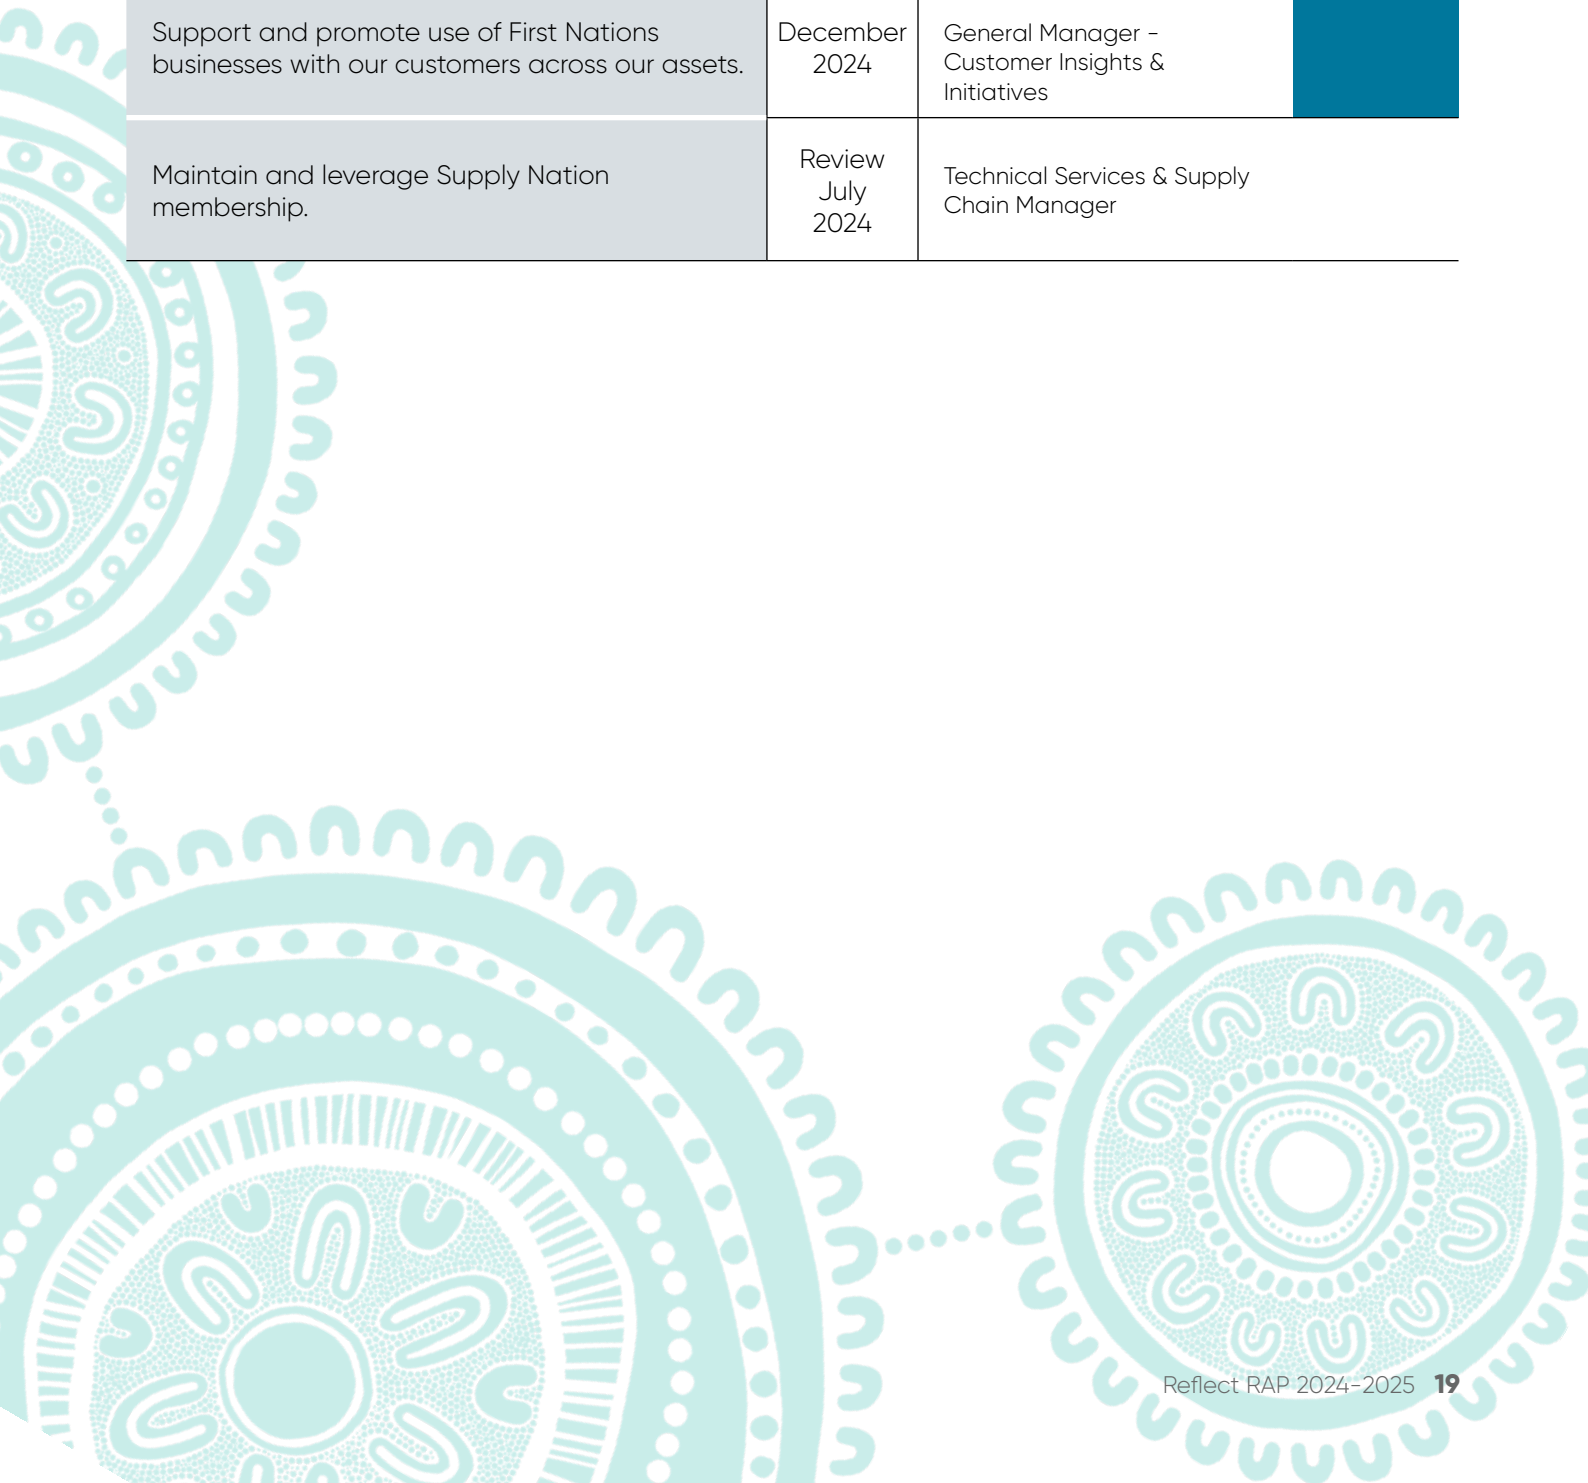 Support and promote use of First Nations
businesses with our customers across our assets.
December
2024
General Manager -
Customer Insights &
Initiatives
Maintain and leverage Supply Nation
membership.
Review
July
2024
Technical Services & Supply
Chain Manager
Reflect RAP 2024-2025 19